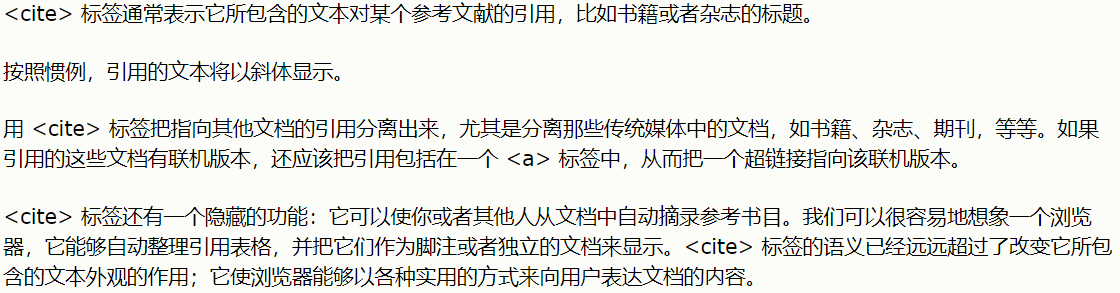 <cite> 标签通常表示它所包含的文本对某个参考文献的引用，比如书籍或者杂志的标题。
按照惯例，引用的文本将以斜体显示。
用 <cite> 标签把指向其他文档的引用分离出来，尤其是分离那些传统媒体中的文档，如书籍、杂志、期刊，等等。如果
引用的这些文档有联机版本，还应该把引用包括在一个 <a> 标签中，从而把一个超链接指向该联机版本。
<cite> 标签还有一个隐藏的功能：它可以使你或者其他人从文档中自动摘录参考书目。我们可以很容易地想象一个浏览
器，它能够自动整理引用表格，并把它们作为脚注或者独立的文档来显示。<cite> 标签的语义已经远远超过了改变它所包
含的文本外观的作用；它使浏览器能够以各种实用的方式来向用户表达文档的内容。